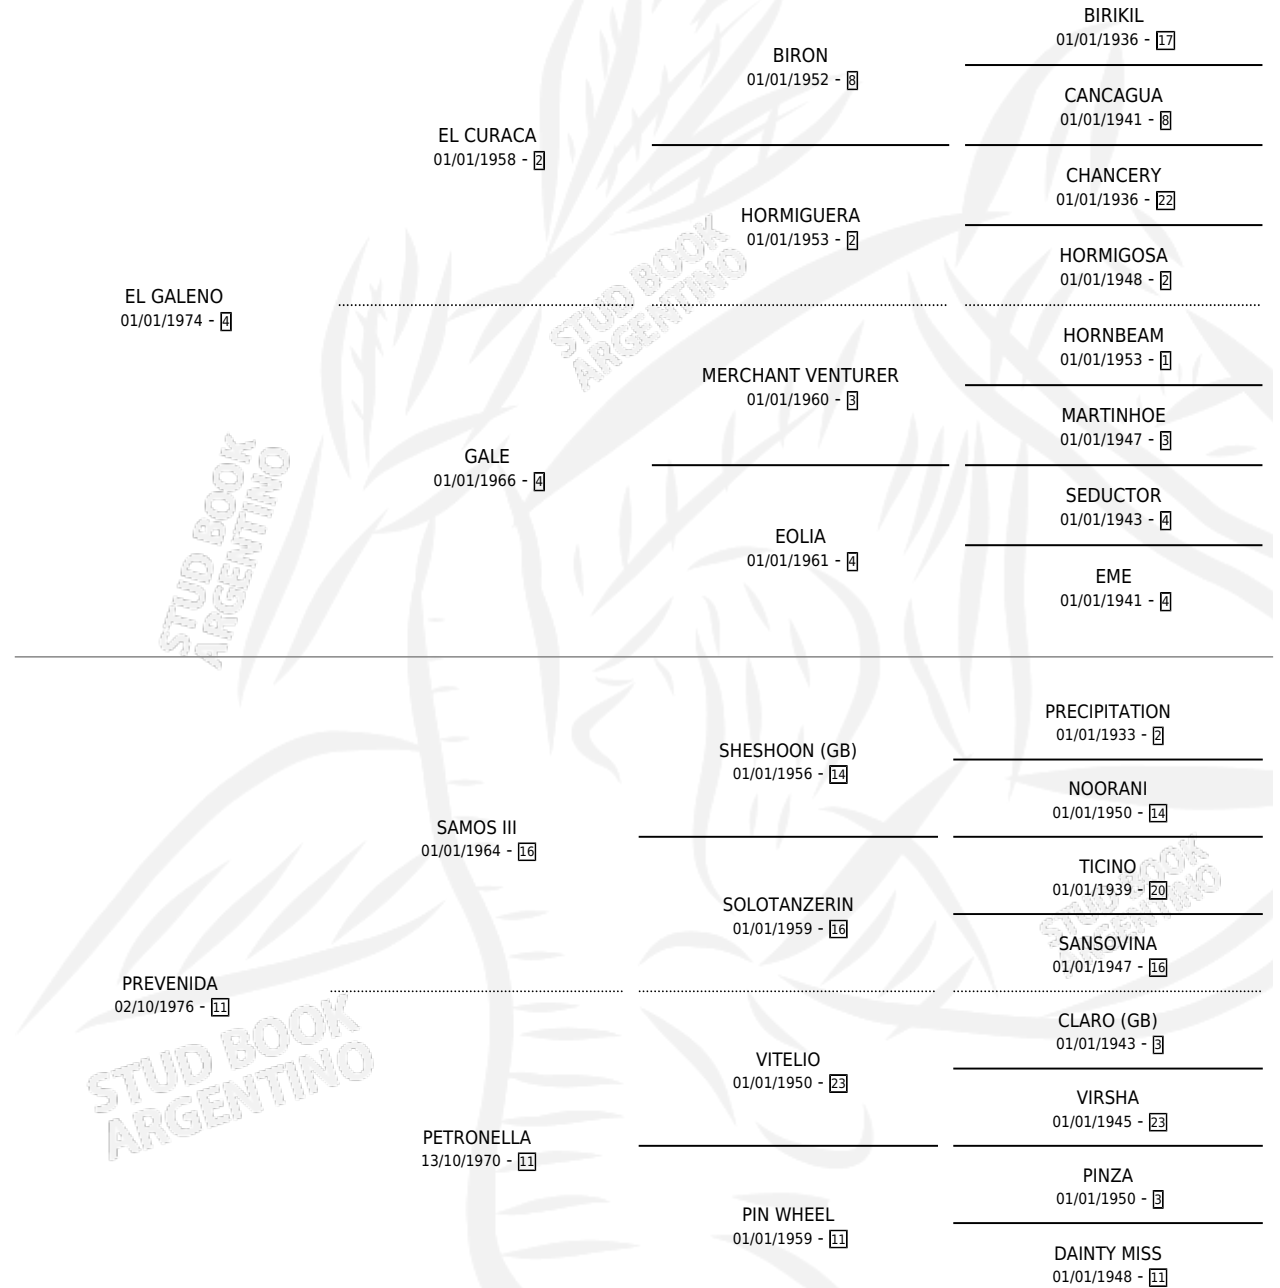 BIRIKIL
01/01/1936 - 17
BIRON
01/01/1952 - 8
CANCAGUA
01/01/1941 - 8
EL CURACA
01/01/1958 - 2
CHANCERY
01/01/1936 - 22
HORMIGUERA
01/01/1953 - 2
HORMIGOSA
01/01/1948 - 2
EL GALENO
01/01/1974 - 4
HORNBEAM
01/01/1953 - 1
MERCHANT VENTURER
01/01/1960 - 3
MARTINHOE
01/01/1947 - 3
GALE
01/01/1966 - 4
SEDUCTOR
01/01/1943 - 4
EOLIA
01/01/1961 - 4
EME
01/01/1941 - 4
PRECIPITATION
01/01/1933 - 2
SHESHOON (GB)
01/01/1956 - 14
NOORANI
01/01/1950 - 14
SAMOS III
01/01/1964 - 16
TICINO
01/01/1939 - 20
SOLOTANZERIN
01/01/1959 - 16
SANSOVINA
01/01/1947 - 16
PREVENIDA
02/10/1976 - 11
CLARO (GB)
01/01/1943 - 3
VITELIO
01/01/1950 - 23
VIRSHA
01/01/1945 - 23
PETRONELLA
13/10/1970 - 11
PINZA
01/01/1950 - 3
PIN WHEEL
01/01/1959 - 11
DAINTY MISS
01/01/1948 - 11
STUD BOOK
ARGENTINO
STUD BOOK
ARGENTINO
STUD BOOK
ARGENTINO
STUD BOOK
ARGENTINO